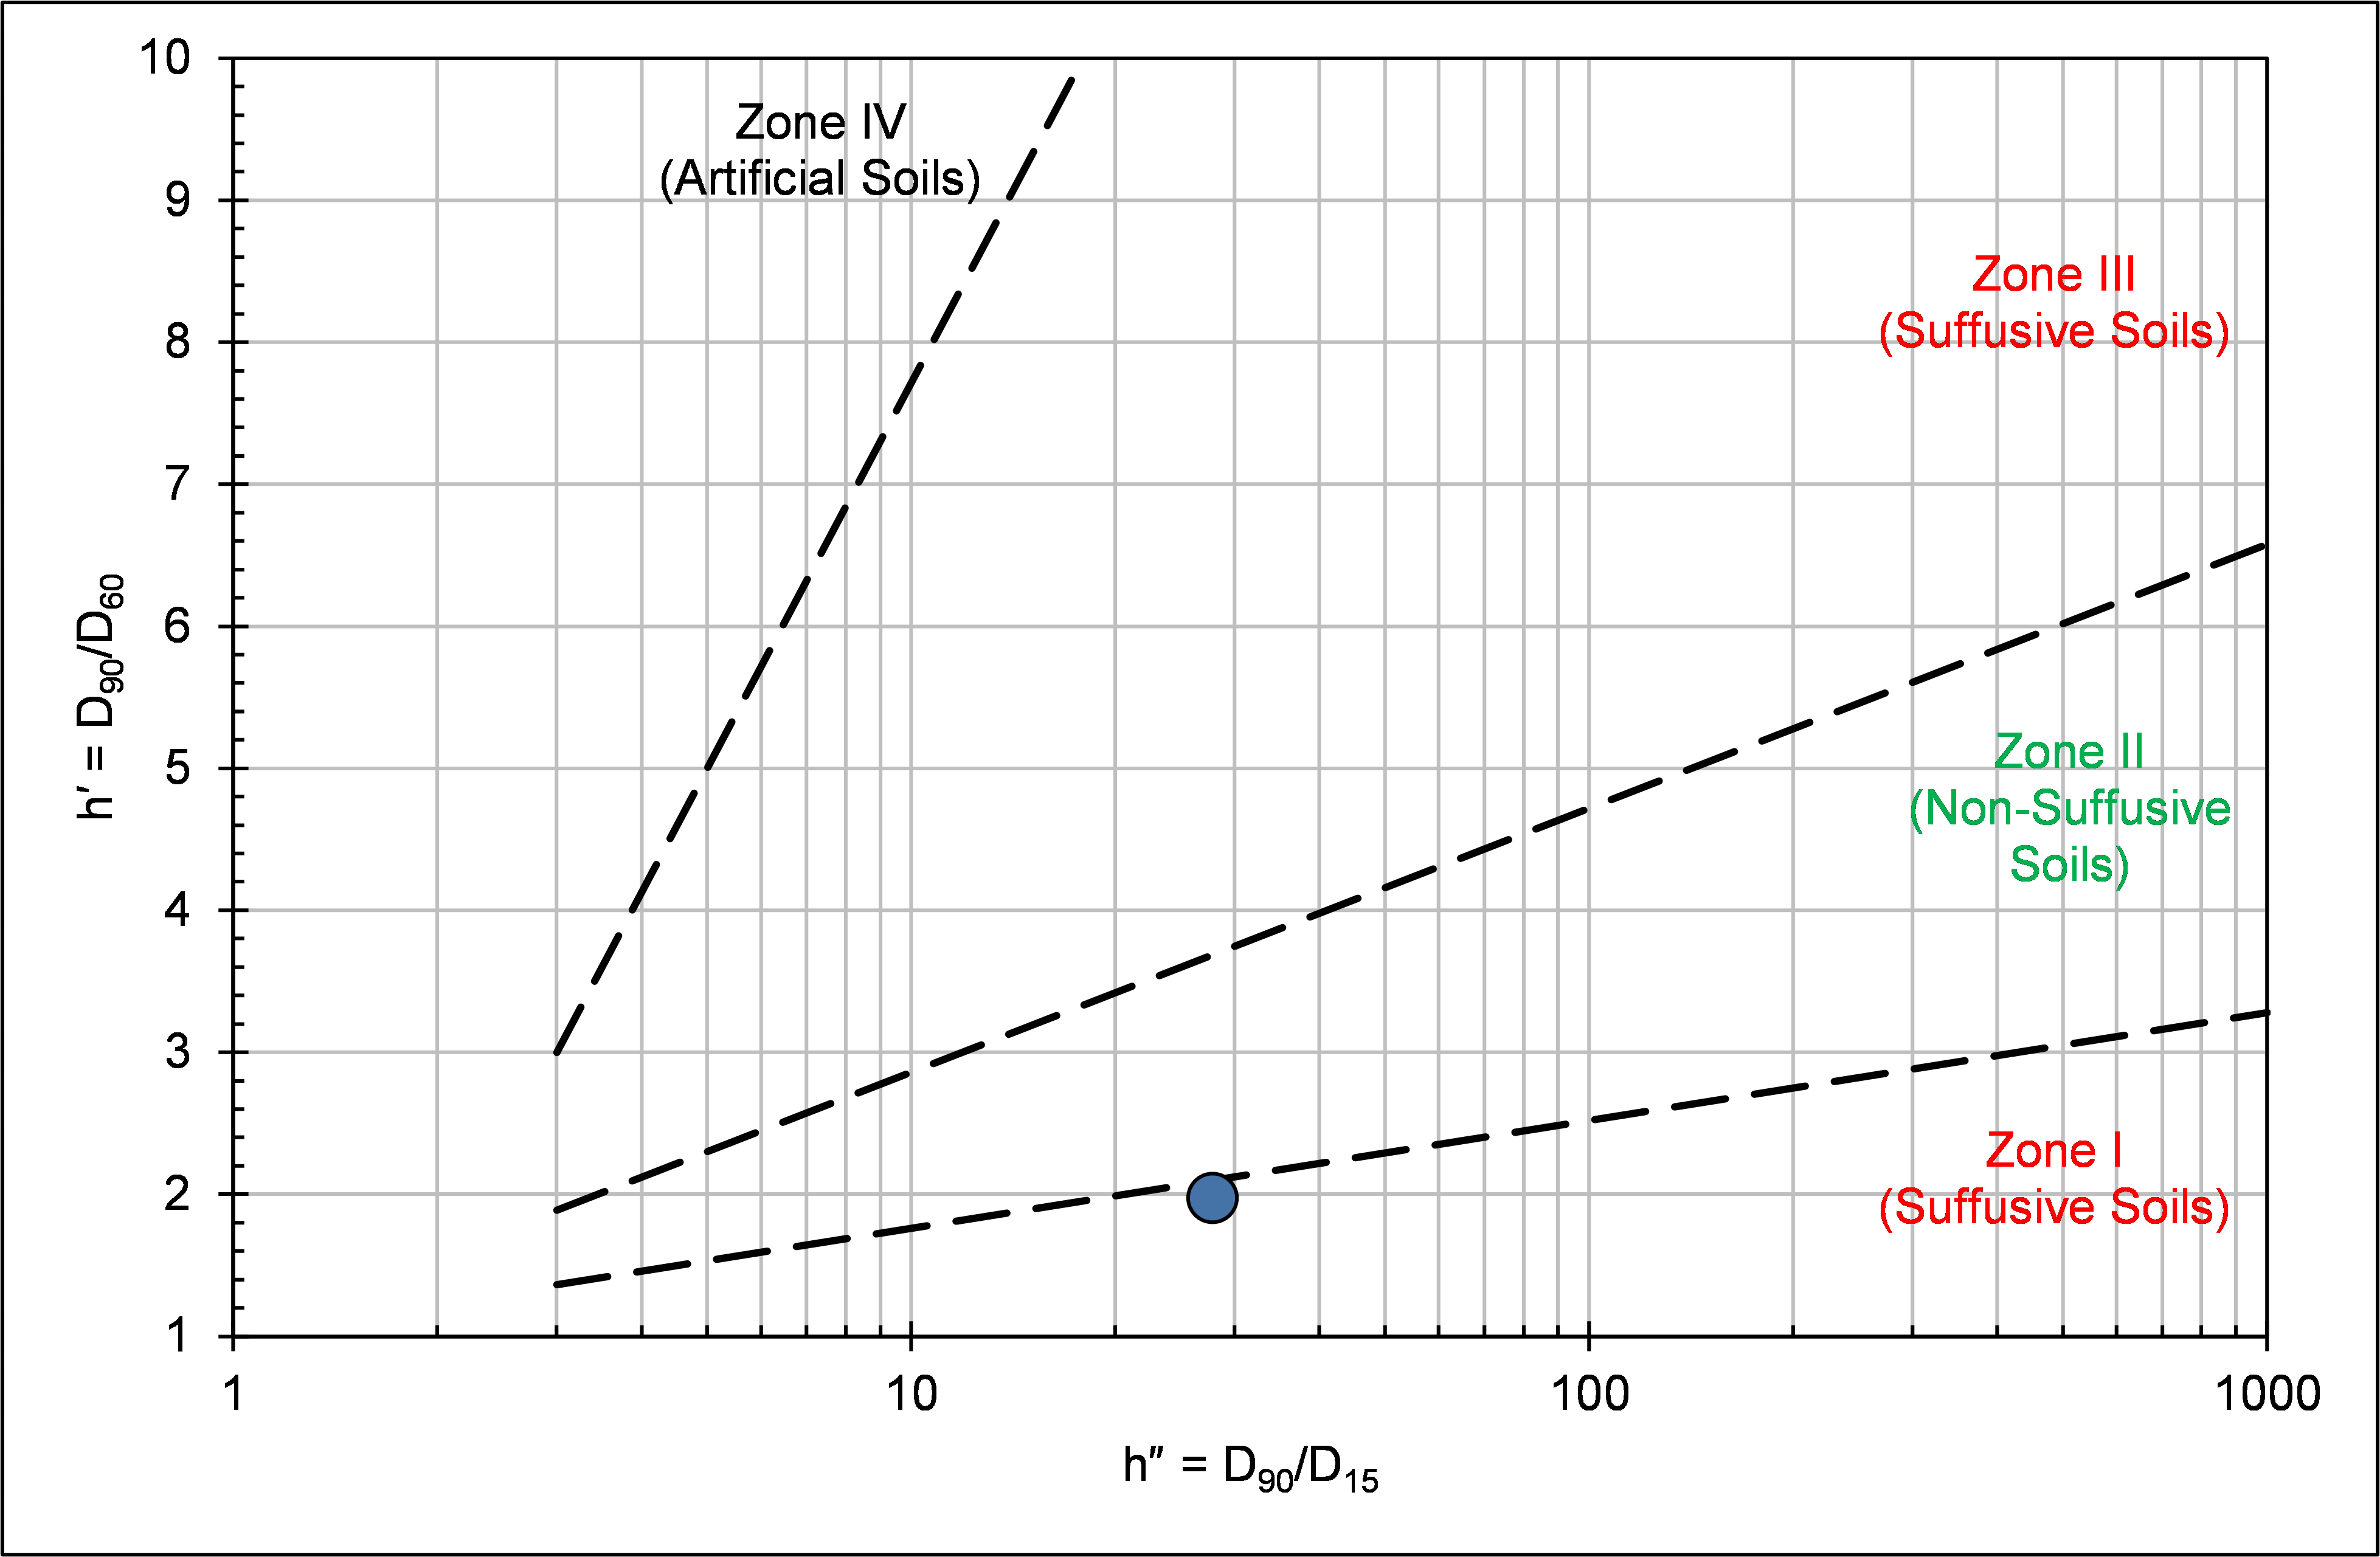 10
9
8
7
6
5
4
3
2
1
h′ = D90/D60
Zone IV
(Artificial Soils)
Zone III
(Suffusive Soils)
Zone II
(Non-Suffusive
Soils)
Zone I
(Suffusive Soils)
1 10 100 1000
h″ = D90/D15